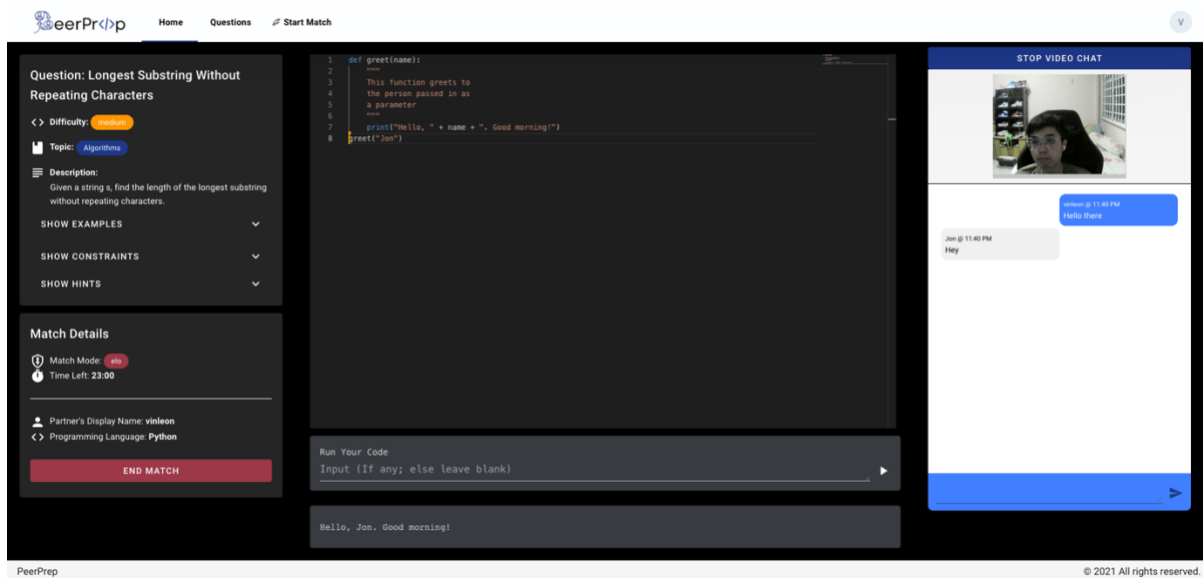 PeerPr</>p
Home
Questions
Start Match
V
Question: Longest Substring Without
Repeating Characters
<> Difficulty: medium
Topic: Algorithms
Description:
Given a string s, find the length of the longest substring
without repeating characters.
SHOW EXAMPLES
SHOW CONSTRAINTS
SHOW HINTS
Match Details
Match Mode: elo
Time Left: 23:00
Partner's Display Name: vinleon
<> Programming Language: Python
END MATCH
1 def greet(name):
2 """
3 This function greets to
4 the person passed in as
5 a parameter
6 """
7 print("Hello, " + name + ". Good morning!")
8 greet("Jon")
Run Your Code
Input (If any; else leave blank)
Hello, Jon. Good morning!
STOP VIDEO CHAT
vinleon @ 11:40 PM
Hello there
Jon @ 11:40 PM
Hey
PeerPrep
© 2021 All rights reserved.